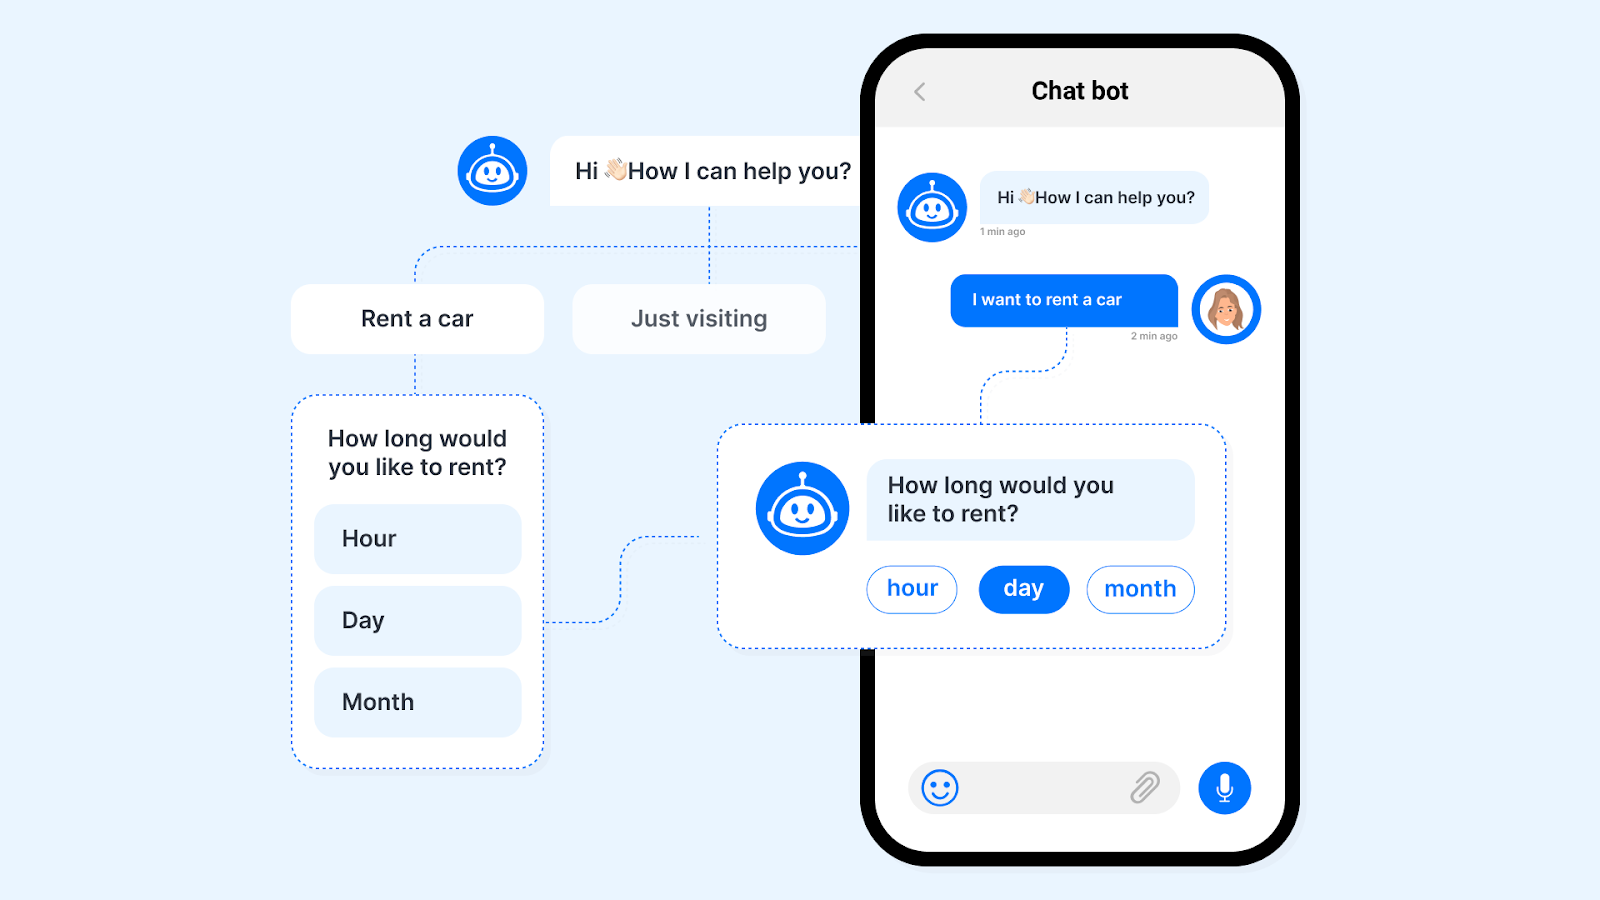 Chat bot
Hi 👋🏻How I can help you?
Rent a car
Just visiting
How long would
you like to rent?
Hour
Day
Month
Hi 👋🏻How I can help you?
1 min ago
I want to rent a car
2 min ago
How long would you
like to rent?
hour
day
month